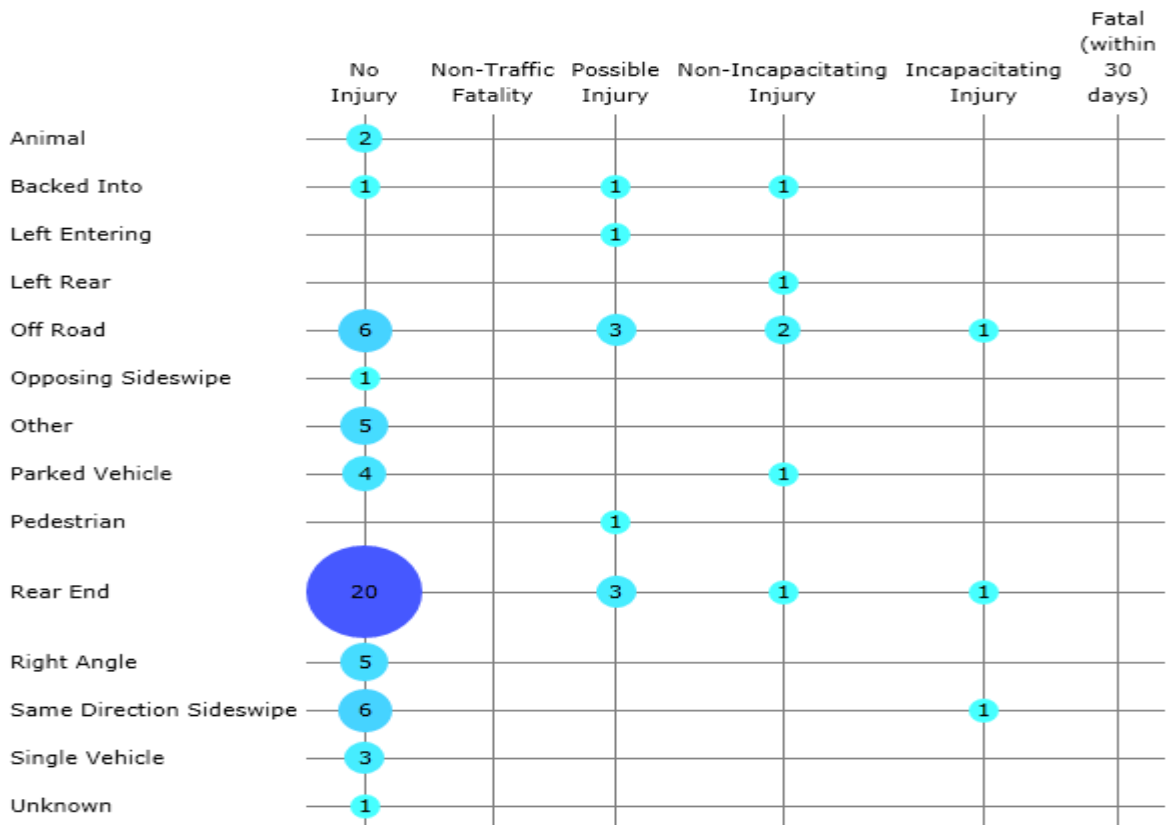 Fatal
(within
30
days)
No
Injury
Non-Traffic
Fatality
Possible
Injury
Non-Incapacitating
Injury
Incapacitating
Injury
Animal 2
Backed Into 1 1 1
Left Entering 1
Left Rear 1
Off Road 6 3 2 1
Opposing Sideswipe 1
Other 5
Parked Vehicle 4 1
Pedestrian 1
Rear End 20 3 1 1
Right Angle 5
Same Direction Sideswipe 6 1
Single Vehicle 3
Unknown 1